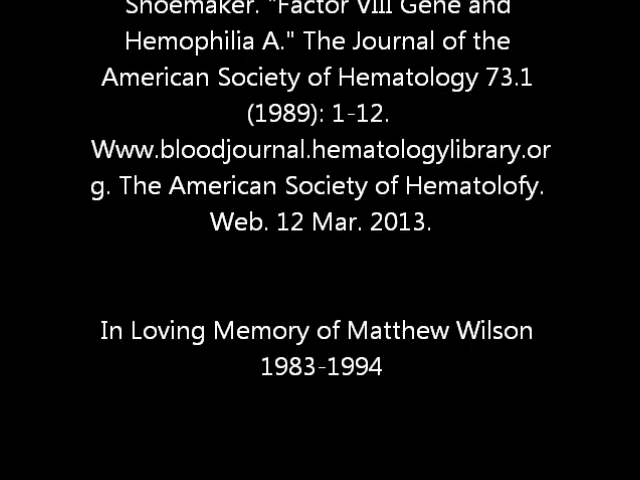 Shoemaker. "Factor VIII Gene and
Hemophilia A." The Journal of the
American Society of Hematology 73.1
(1989): 1-12.
Www.bloodjournal.hematologylibrary.or
g. The American Society of Hematolofy.
Web. 12 Mar. 2013.
In Loving Memory of Matthew Wilson
1983-1994